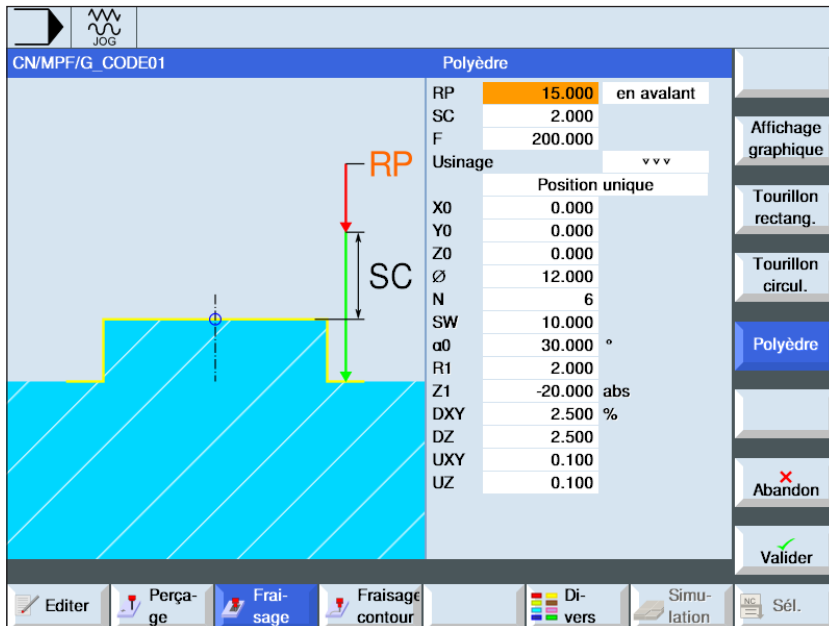 JOG
CN/MPF/G_CODE01
Polyèdre
RP 15.000 en avalant
SC 2.000
F 200.000
Usinage ∨∨∨
Position unique
X0 0.000
Y0 0.000
Z0 0.000
Ø 12.000
N 6
SW 10.000
α0 30.000 °
R1 2.000
Z1 -20.000 abs
DXY 2.500 %
DZ 2.500
UXY 0.100
UZ 0.100
RP
SC
Affichage
graphique
Tourillon
rectang.
Tourillon
circul.
Polyèdre
Abandon
Valider
Editer
Perça-
ge
Frai-
sage
Fraisage
contour
Di-
vers
Simu-
lation
NC
Sél.